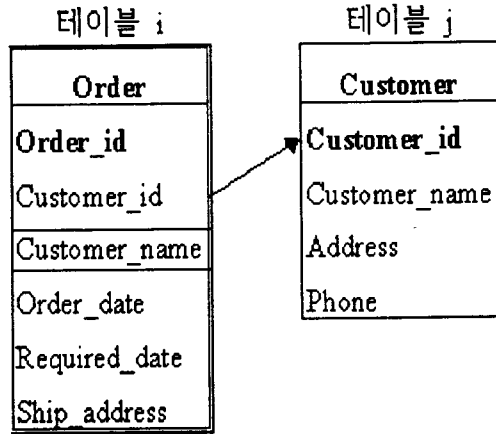 테이블 i
Order
Order_id
Customer_id
Customer_name
Order_date
Required_date
Ship_address
테이블 j
Customer
Customer_id
Customer_name
Address
Phone